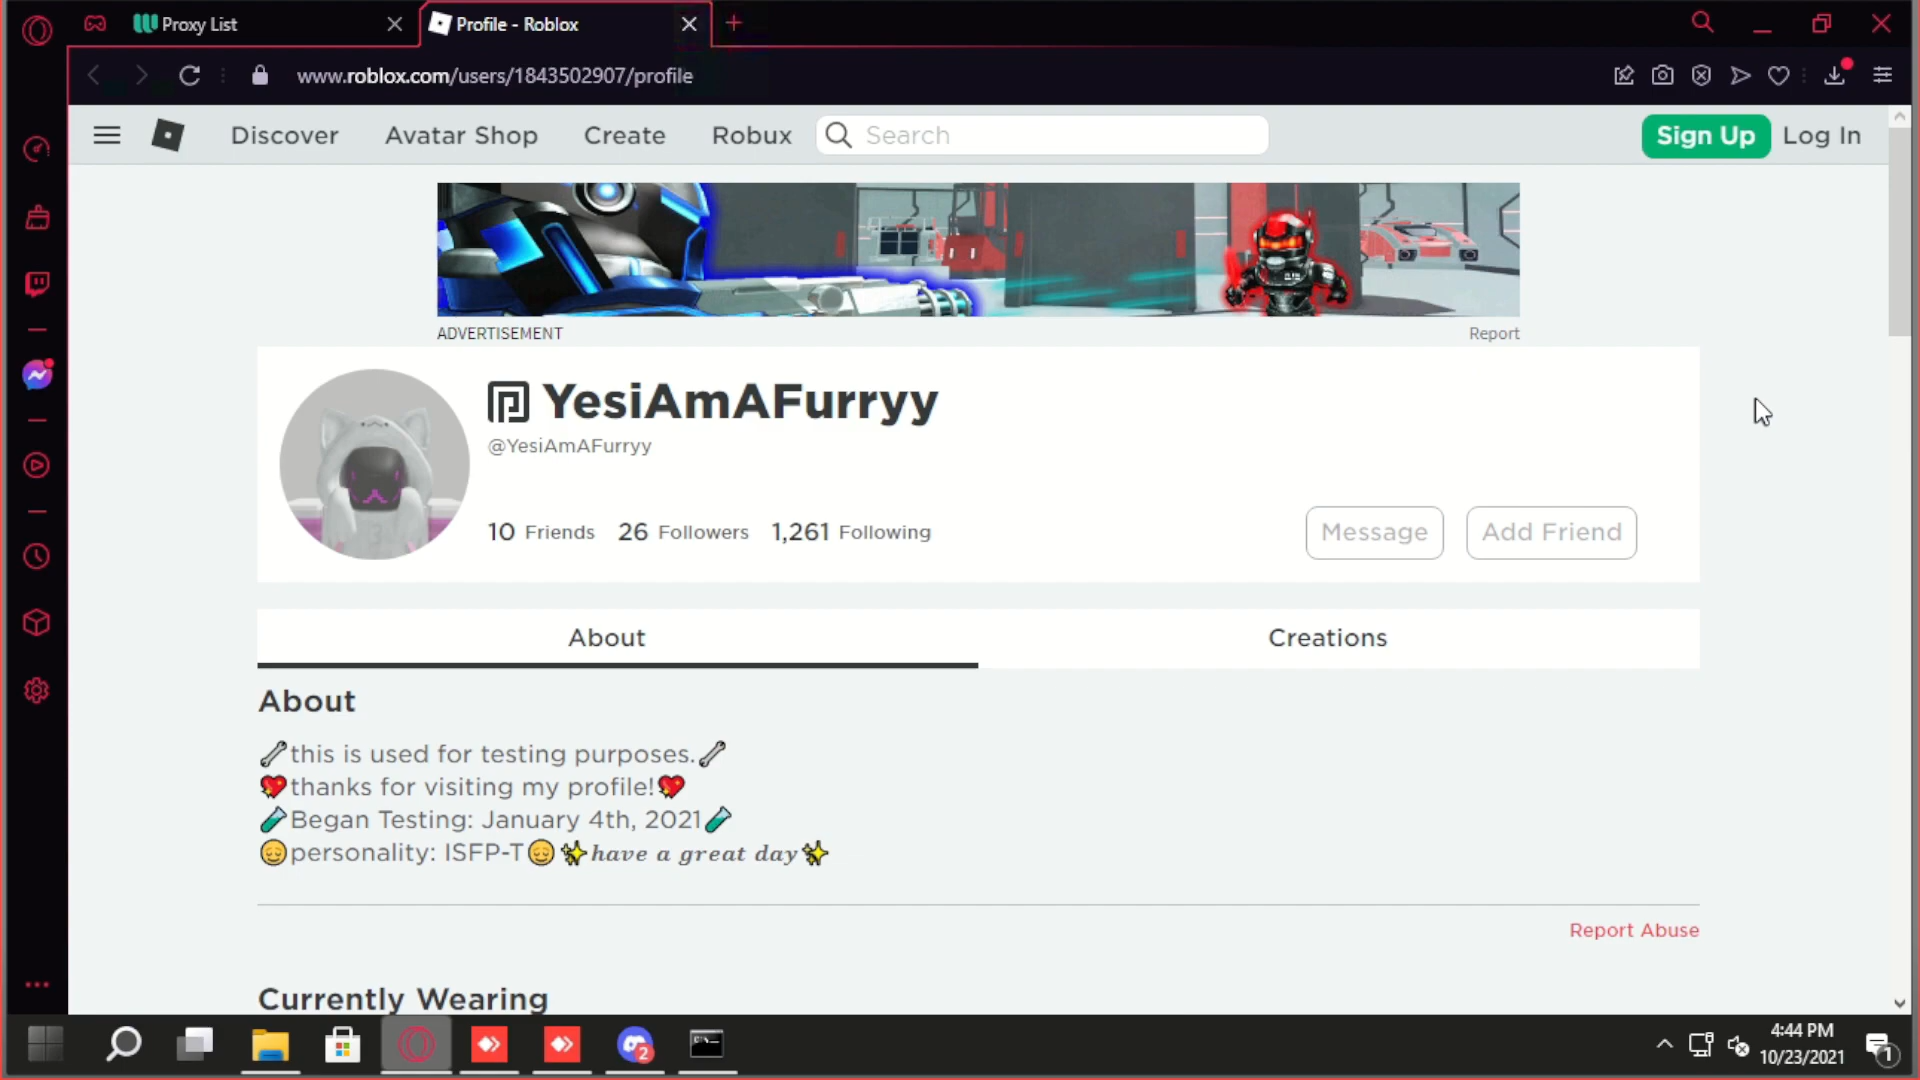 Proxy List
Profile - Roblox
www.roblox.com/users/1843502907/profile
Discover
Avatar Shop
Create
Robux
Search
Sign Up
Log In
ADVERTISEMENT
Report
YesiAmAFurryy
@YesiAmAFurryy
10 Friends
26 Followers
1,261 Following
Message
Add Friend
About
Creations
About
🔧this is used for testing purposes.🔧
💖thanks for visiting my profile!💖
🧪Began Testing: January 4th, 2021🧪
😌personality: ISFP-T😌 ✨𝒉𝒂𝒗𝒆 𝒂 𝒈𝒓𝒆𝒂𝒕 𝒅𝒂𝒚✨
Report Abuse
Currently Wearing
2
4:44 PM
10/23/2021
1